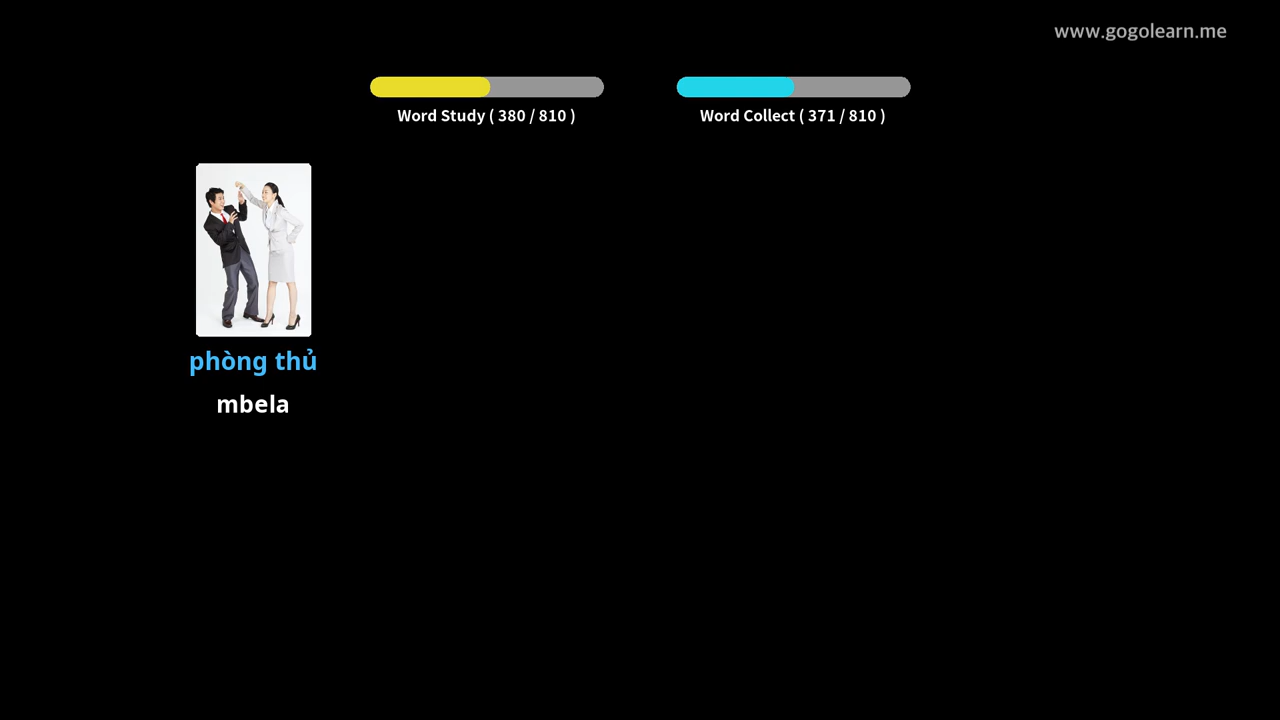 www.gogolearn.me
Word Study ( 380 / 810 )
Word Collect ( 371 / 810 )
phòng thủ
mbela